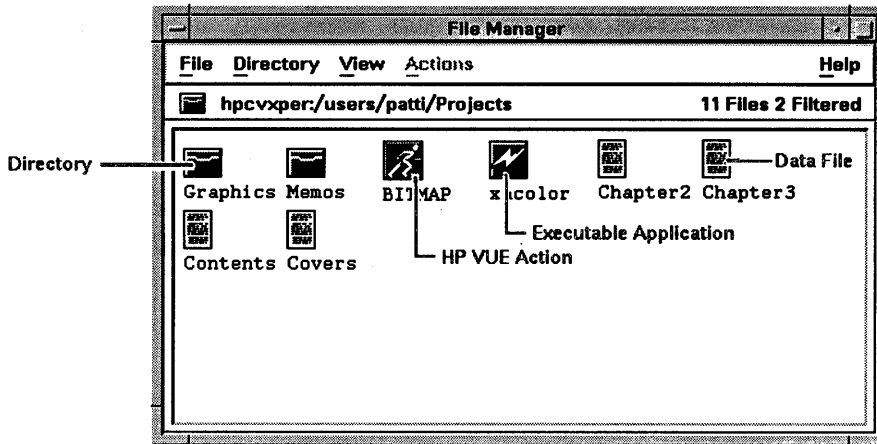 File Manager
File Directory View Actions Help
hpcvxper:/users/patti/Projects 11 Files 2 Filtered
Directory
Data File
Graphics Memos BITMAP Chapter2 Chapter3
Executable Application
Contents Covers
HP VUE Action